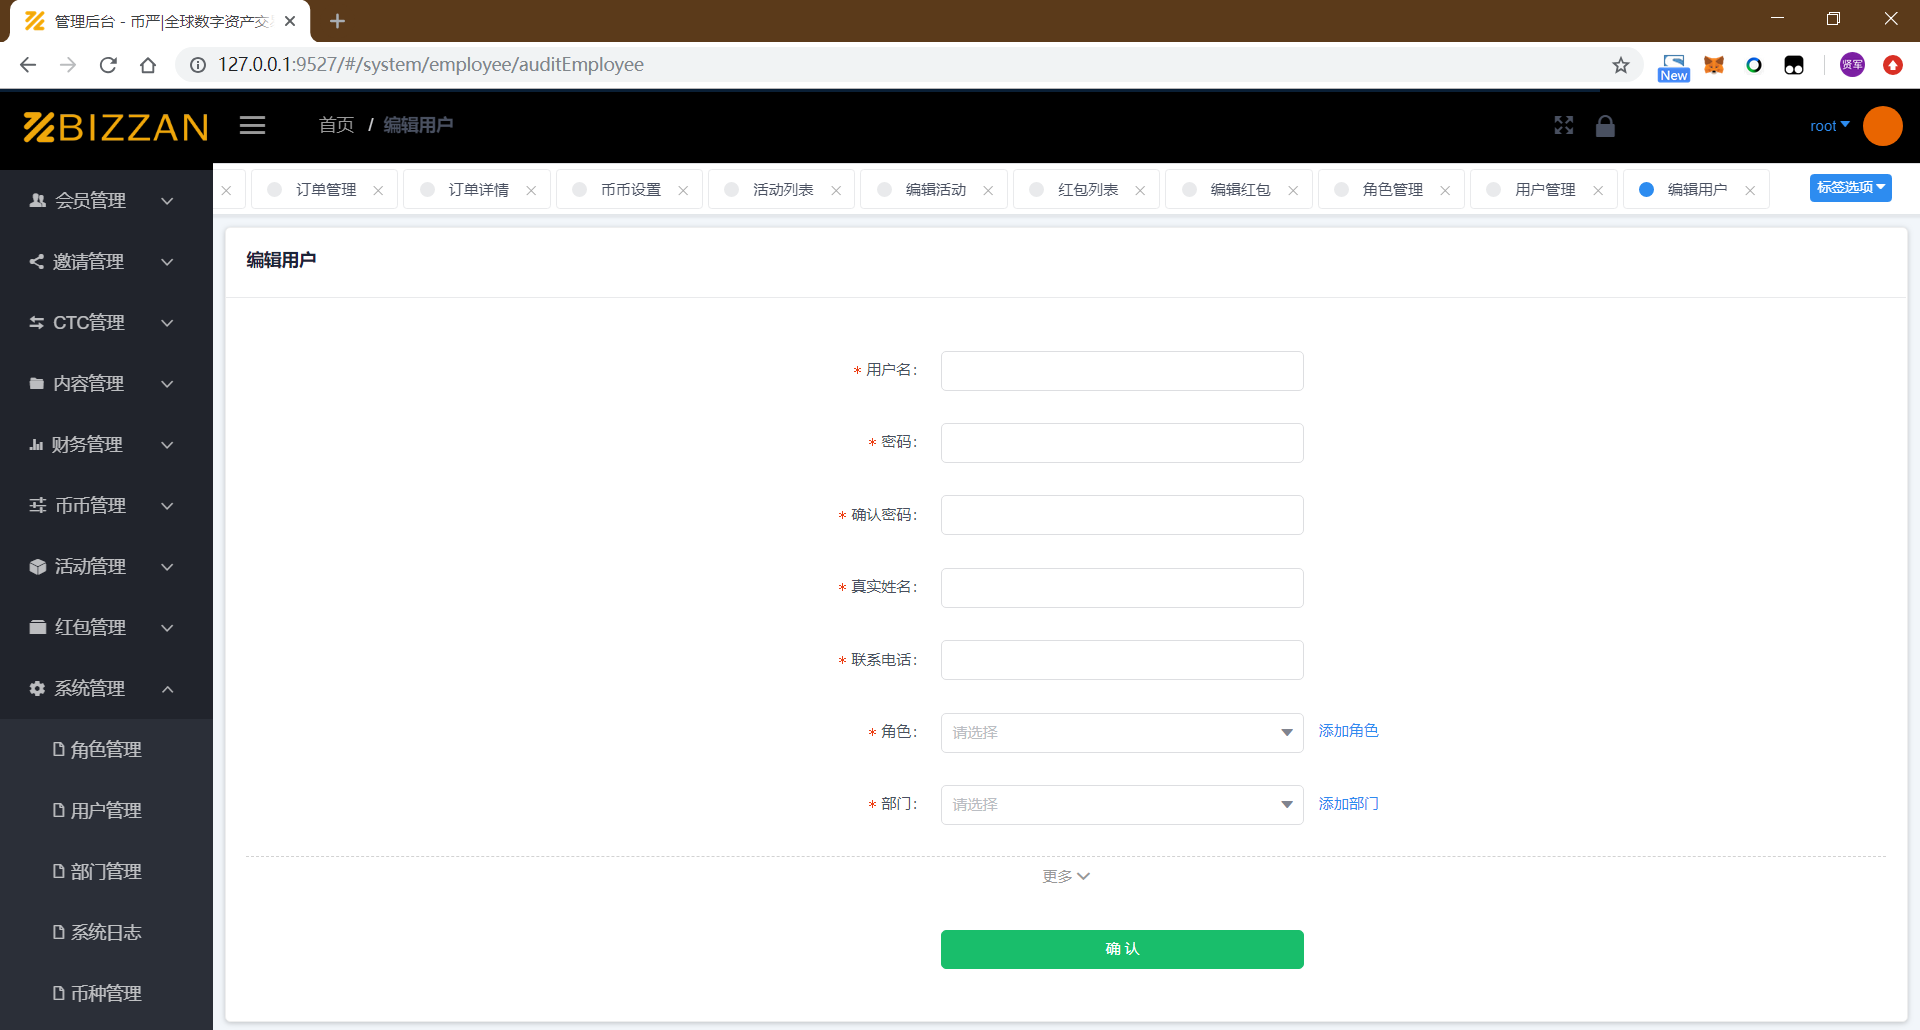 管理后台 - 币严|全球数字资产交
127.0.0.1:9527/#/system/employee/auditEmployee
New
贤军
BIZZAN
首页 / 编辑用户
root
订单管理
订单详情
币币设置
活动列表
编辑活动
红包列表
编辑红包
角色管理
用户管理
编辑用户
标签选项
会员管理
邀请管理
CTC管理
内容管理
财务管理
币币管理
活动管理
红包管理
系统管理
角色管理
用户管理
部门管理
系统日志
币种管理
编辑用户
* 用户名：
* 密码：
* 确认密码：
* 真实姓名：
* 联系电话：
* 角色： 请选择 添加角色
* 部门： 请选择 添加部门
更多
确 认